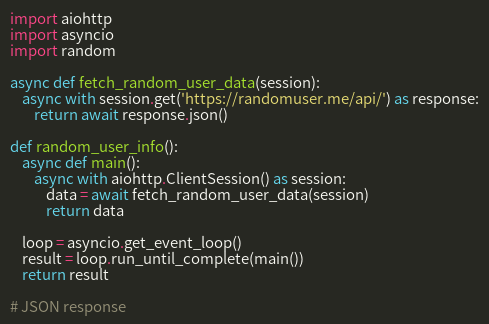 import aiohttp
import asyncio
import random

async def fetch_random_user_data(session):
    async with session.get('https://randomuser.me/api/') as response:
        return await response.json()

def random_user_info():
    async def main():
        async with aiohttp.ClientSession() as session:
            data = await fetch_random_user_data(session)
            return data

    loop = asyncio.get_event_loop()
    result = loop.run_until_complete(main())
    return result

# JSON response